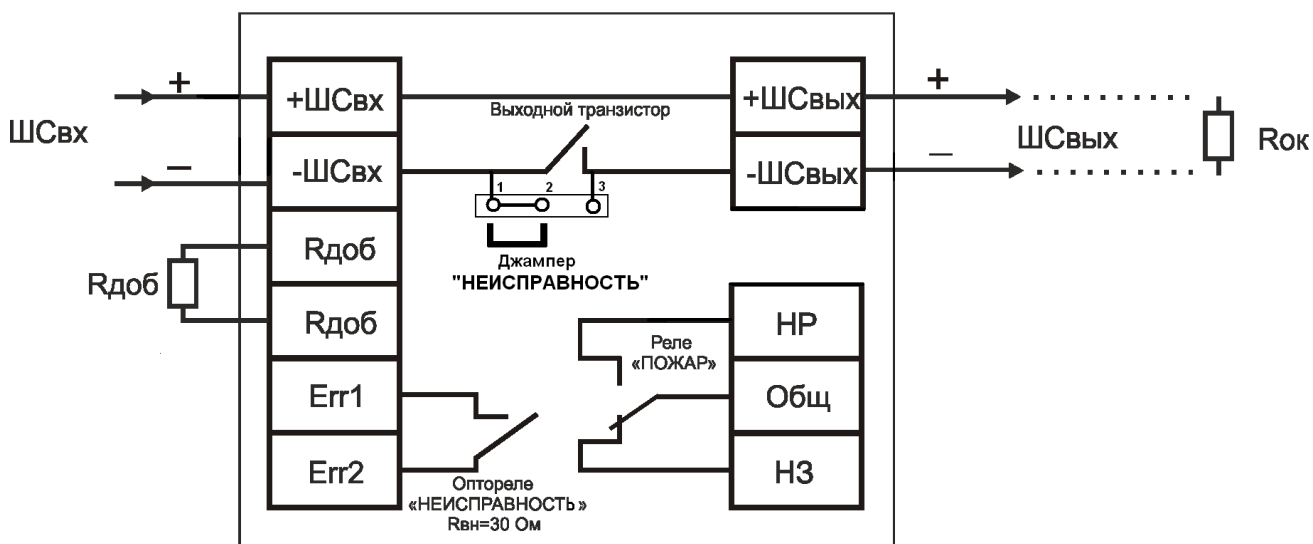 +
+ШСвх
+ШСвых
+
Выходной транзистор
ШСвх
ШСвых
Rок
–
-ШСвх
-ШСвых
–
1 2 3
Rдоб
Джампер
"НЕИСПРАВНОСТЬ"
Rдоб
Rдоб
НР
Реле
«ПОЖАР»
Err1
Общ
Err2
НЗ
Оптореле
«НЕИСПРАВНОСТЬ»
Rвн=30 Ом